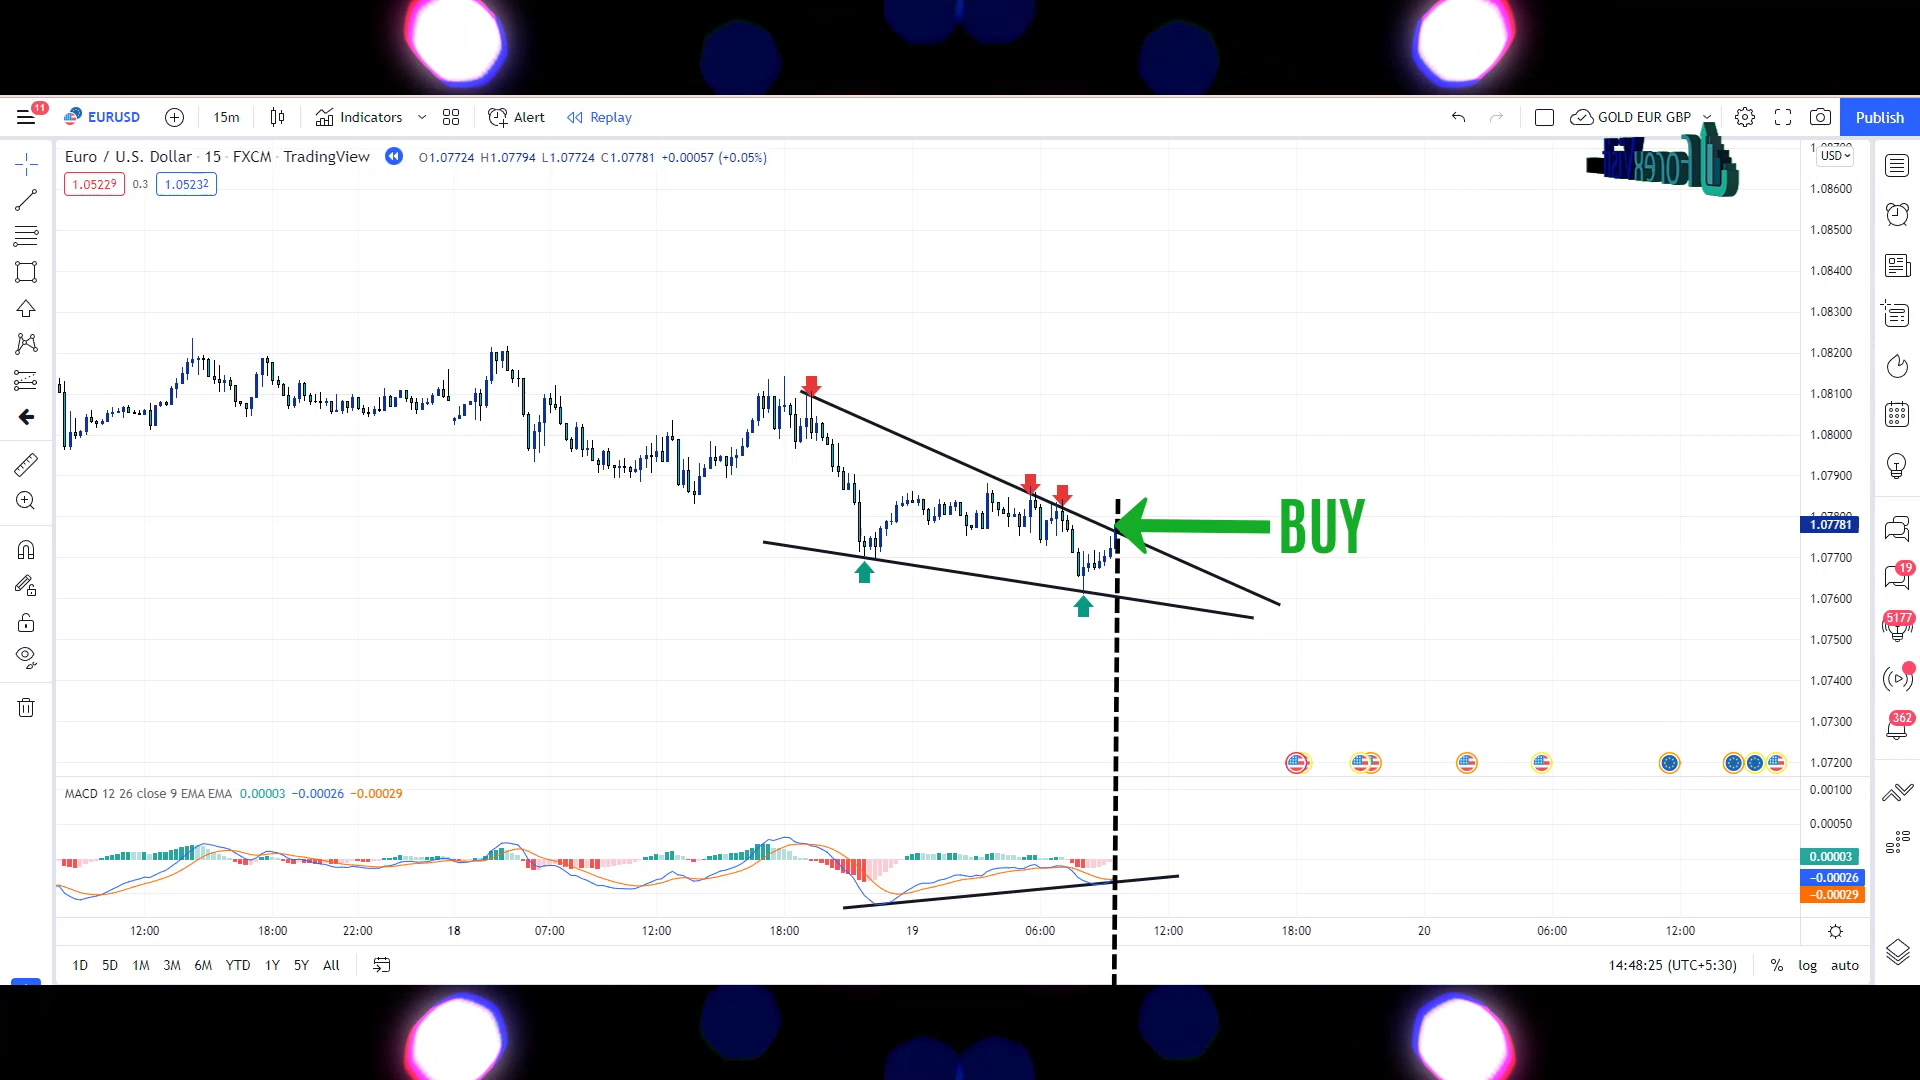 11
EURUSD
15m
Indicators
Alert
Replay
GOLD EUR GBP
Publish
Euro / U.S. Dollar · 15 · FXCM · TradingView
O1.07724 H1.07794 L1.07724 C1.07781 +0.00057 (+0.05%)
1.05229
0.3
1.05232
USD
1.08600
1.08500
1.08400
1.08300
1.08200
1.08100
1.08000
1.07900
1.07781
1.07700
1.07600
1.07500
1.07400
1.07300
1.07200
BUY
19
5177
362
MACD 12 26 close 9 EMA EMA 0.00003 −0.00026 −0.00029
0.00100
0.00050
0.00003
−0.00026
−0.00029
12:00 18:00 22:00 18 07:00 12:00 18:00 19 06:00 12:00 18:00 20 06:00 12:00
1D 5D 1M 3M 6M YTD 1Y 5Y All
14:48:25 (UTC+5:30)
% log auto